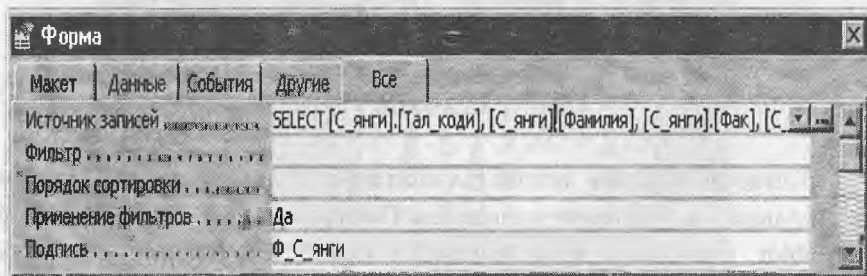 Форма
Макет Данные События Другие Все
Источник записей SELECT [С_янги].[Тал_коди], [С_янги].[Фамилия], [С_янги].[Фак], [С_
Фильтр
Порядок сортировки
Применение фильтров Да
Подпись Ф_С_янги